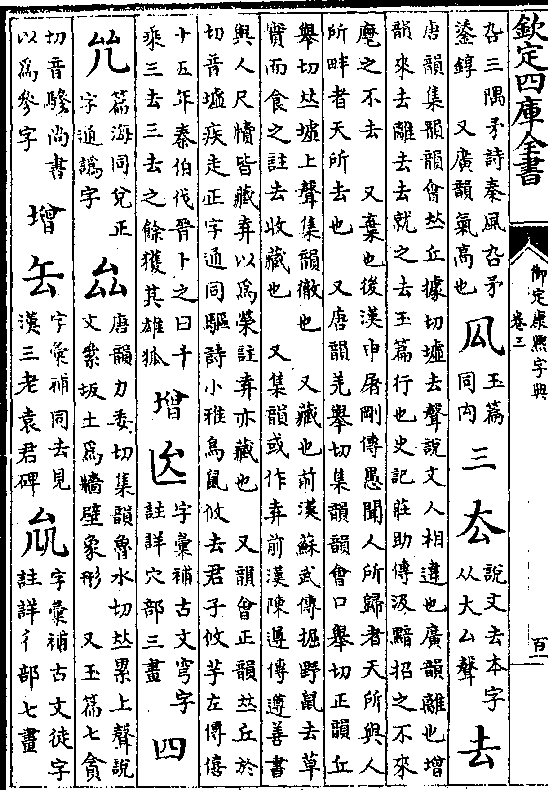 欽定四庫全書
御定康熙字典
卷三
百
厹三隅矛詩秦風厹矛
鋈錞 又廣韻氣高也
玉篇
同內
三
厺
說文去本字
从大厶聲
去
唐韻集韻韻會𠀤丘據切墟去聲說文人相違也廣韻離也增
韻來去離去去就之去玉篇行也史記莊助傳汲黯招之不來
麾之不去 又棄也後漢申屠剛傳愚聞人所歸者天所與人
所畔者天所去也 又唐韻羌舉切集韻韻會口舉切正韻丘
舉切𠀤墟上聲集韻徹也 又藏也前漢蘇武傳掘野鼠去草
實而食之註去收藏也 又集韻或作弆前漢陳遵傳遵善書
與人尺牘皆藏弆以爲榮註弆亦藏也 又韻會正韻𠀤丘於
切音墟疾走正字通同驅詩小雅鳥鼠攸去君子攸芋左傳僖
十五年秦伯伐晉卜之曰千
乘三去三去之餘獲其雄狐
增
字彙補古文穹字
註詳穴部三畫
四
篇海同兊正
字通譌字
厽
唐韻力委切集韻魯水切𠀤累上聲說
文絫坂土爲牆壁象形 又玉篇七貪
切音驂尚書
以爲參字
增
字彙補同去見
漢三老袁君碑
字彙補古文徒字
註詳彳部七畫